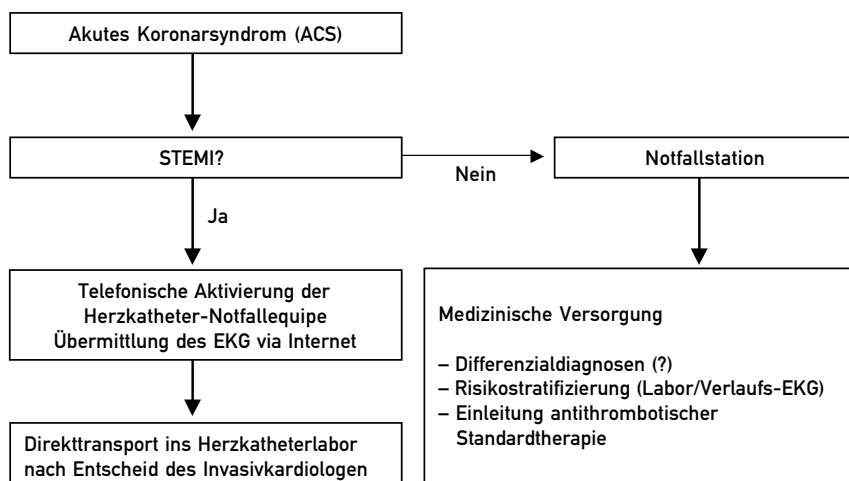 Akutes Koronarsyndrom (ACS)
STEMI?
Nein
Notfallstation
Ja
Telefonische Aktivierung der
Herzkatheter-Notfallequipe
Übermittlung des EKG via Internet
Direkttransport ins Herzkatheterlabor
nach Entscheid des Invasivkardiologen
Medizinische Versorgung
– Differenzialdiagnosen (?)
– Risikostratifizierung (Labor/Verlaufs-EKG)
– Einleitung antithrombotischer
Standardtherapie